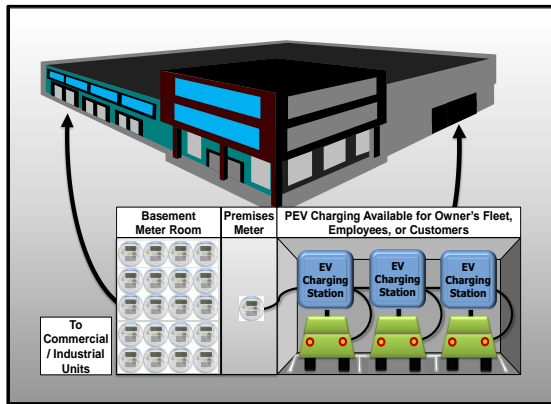 Basement
Meter Room
Premises
Meter
PEV Charging Available for Owner's Fleet,
Employees, or Customers
EV
Charging
Station
EV
Charging
Station
EV
Charging
Station
To
Commercial
/ Industrial
Units